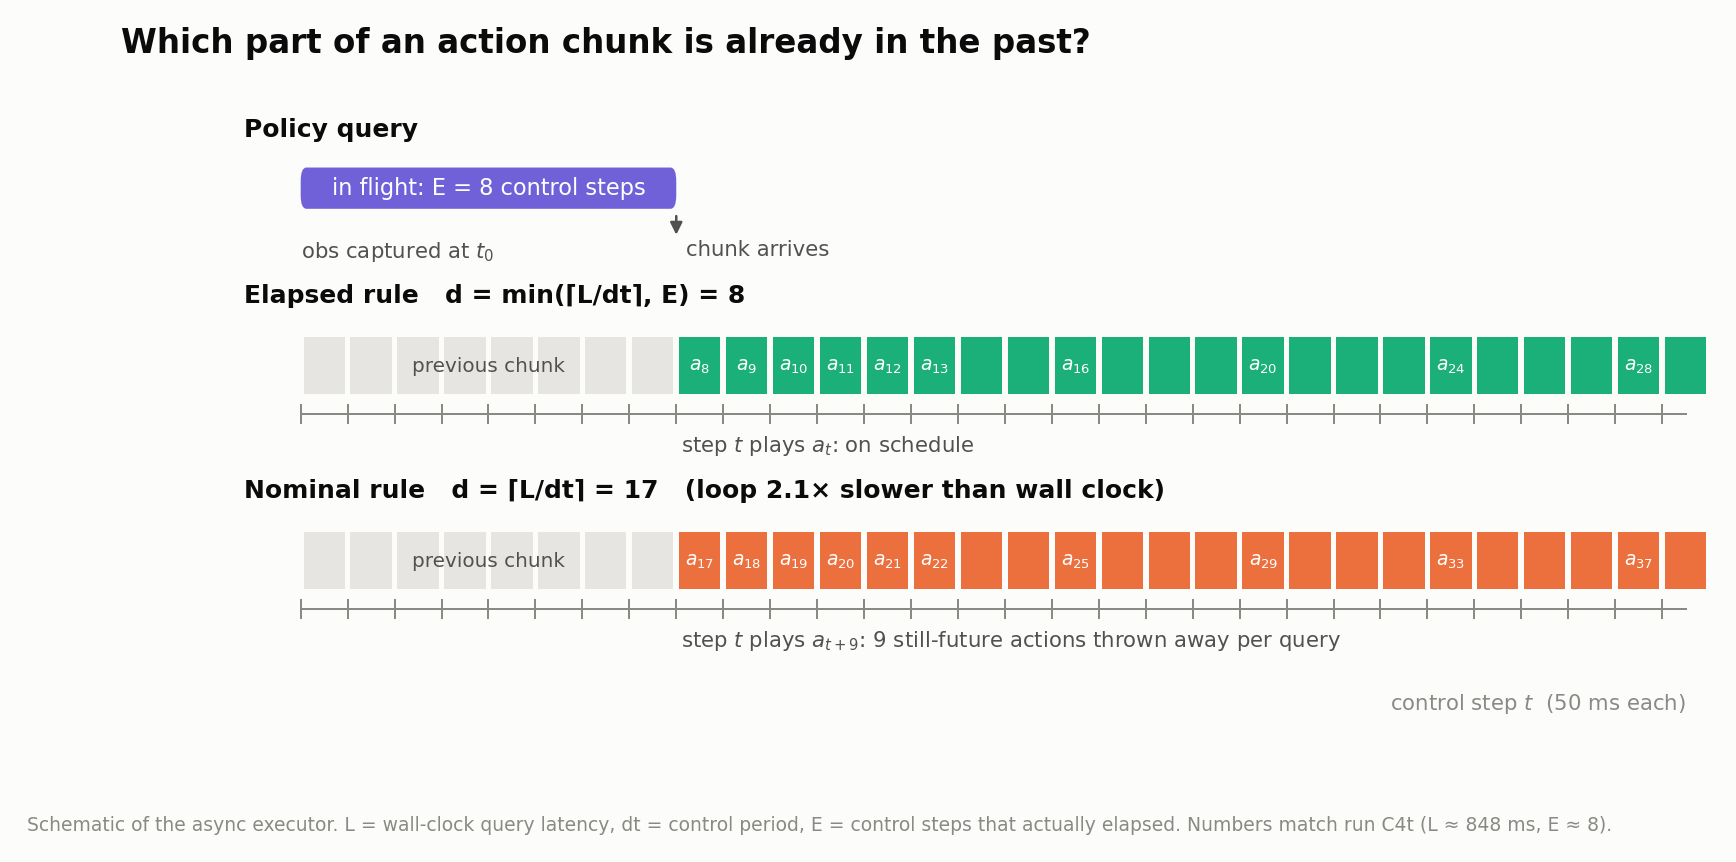 Which part of an action chunk is already in the past?
Policy query
in flight: E = 8 control steps
obs captured at t₀
chunk arrives
Elapsed rule d = min(⌈L/dt⌉, E) = 8
previous chunk a₈ a₉ a₁₀ a₁₁ a₁₂ a₁₃ a₁₆ a₂₀ a₂₄ a₂₈
step t plays aₜ: on schedule
Nominal rule d = ⌈L/dt⌉ = 17 (loop 2.1× slower than wall clock)
previous chunk a₁₇ a₁₈ a₁₉ a₂₀ a₂₁ a₂₂ a₂₅ a₂₉ a₃₃ a₃₇
step t plays aₜ₊₉: 9 still-future actions thrown away per query
control step t (50 ms each)
Schematic of the async executor. L = wall-clock query latency, dt = control period, E = control steps that actually elapsed. Numbers match run C4t (L ≈ 848 ms, E ≈ 8).